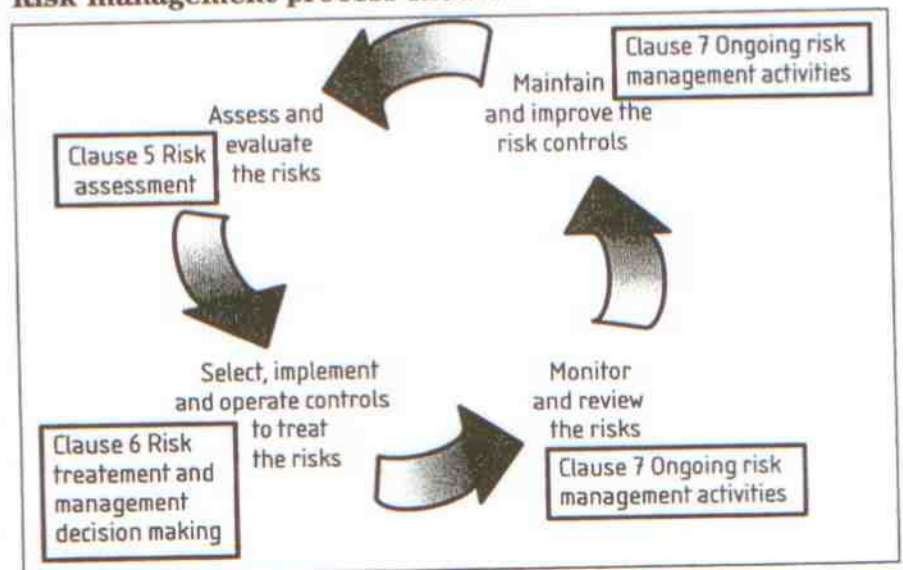 Risk management process
Clause 7 Ongoing risk
management activities
Maintain
and improve the
risk controls
Assess and
evaluate
the risks
Clause 5 Risk
assessment
Select, implement
and operate controls
to treat
the risks
Clause 6 Risk
treatement and
management
decision making
Monitor
and review
the risks
Clause 7 Ongoing risk
management activities